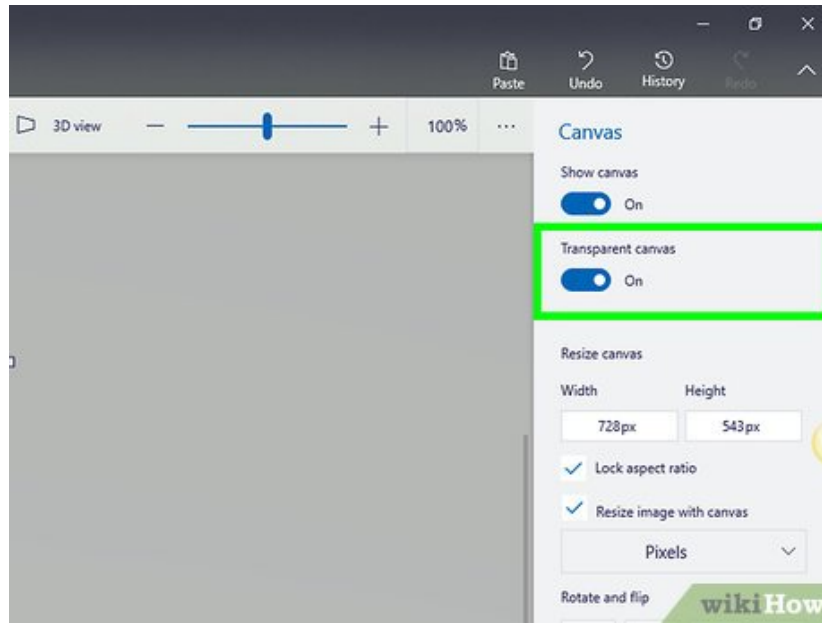 Paste Undo History Redo
3D view 100%
Canvas
Show canvas
On
Transparent canvas
On
Resize canvas
Width Height
728px 543px
Lock aspect ratio
Resize image with canvas
Pixels
Rotate and flip
wikiHow